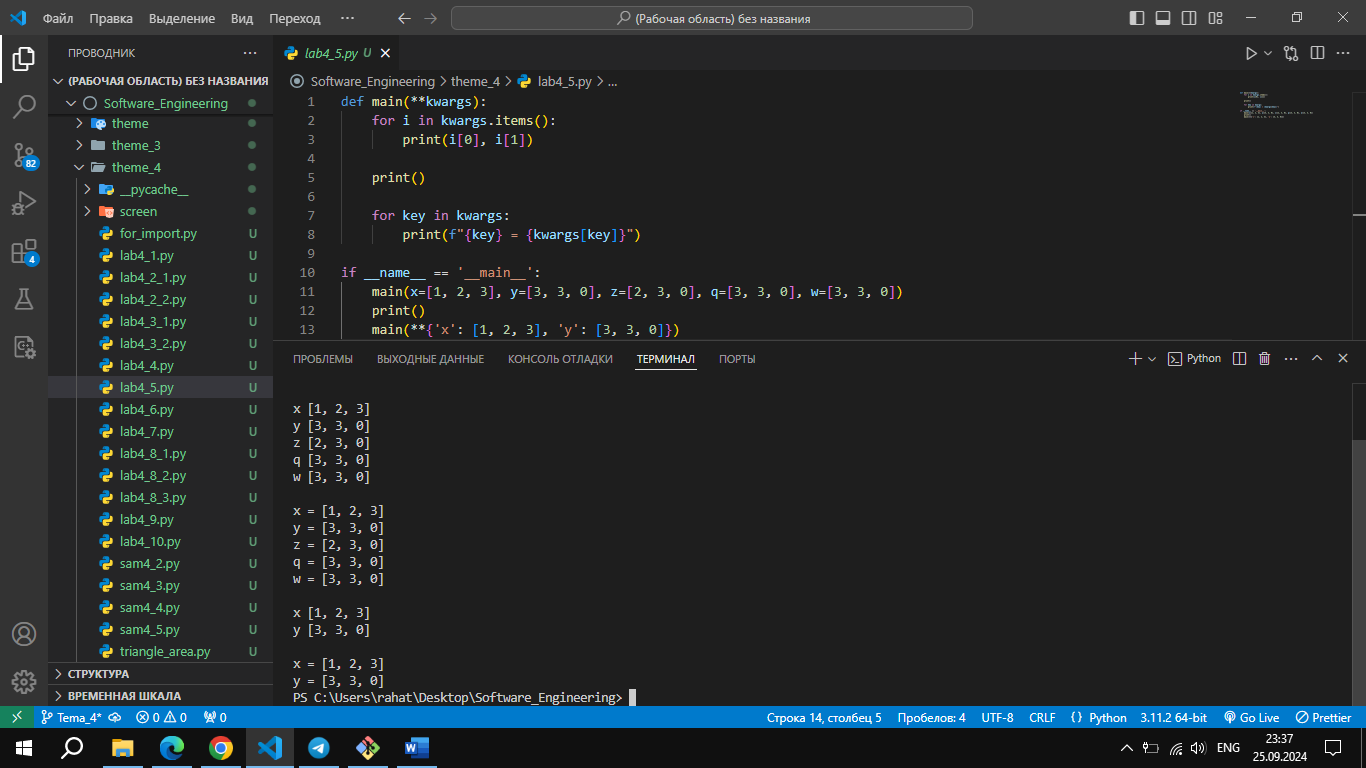 Файл Правка Выделение Вид Переход ··· (Рабочая область) без названия
ПРОВОДНИК ···
(РАБОЧАЯ ОБЛАСТЬ) БЕЗ НАЗВАНИЯ
Software_Engineering
theme
theme_3
theme_4
__pycache__
screen
for_import.py U
lab4_1.py U
lab4_2_1.py U
lab4_2_2.py U
lab4_3_1.py U
lab4_3_2.py U
lab4_4.py U
lab4_5.py U
lab4_6.py U
lab4_7.py U
lab4_8_1.py U
lab4_8_2.py U
lab4_8_3.py U
lab4_9.py U
lab4_10.py U
sam4_2.py U
sam4_3.py U
sam4_4.py U
sam4_5.py U
triangle_area.py U
СТРУКТУРА
ВРЕМЕННАЯ ШКАЛА
82
4
lab4_5.py U
Software_Engineering > theme_4 > lab4_5.py > ...
1 def main(**kwargs):
2 for i in kwargs.items():
3 print(i[0], i[1])
4
5 print()
6
7 for key in kwargs:
8 print(f"{key} = {kwargs[key]}")
9
10 if __name__ == '__main__':
11 main(x=[1, 2, 3], y=[3, 3, 0], z=[2, 3, 0], q=[3, 3, 0], w=[3, 3, 0])
12 print()
13 main(**{'x': [1, 2, 3], 'y': [3, 3, 0]})
ПРОБЛЕМЫ ВЫХОДНЫЕ ДАННЫЕ КОНСОЛЬ ОТЛАДКИ ТЕРМИНАЛ ПОРТЫ Python
x [1, 2, 3]
y [3, 3, 0]
z [2, 3, 0]
q [3, 3, 0]
w [3, 3, 0]
x = [1, 2, 3]
y = [3, 3, 0]
z = [2, 3, 0]
q = [3, 3, 0]
w = [3, 3, 0]
x [1, 2, 3]
y [3, 3, 0]
x = [1, 2, 3]
y = [3, 3, 0]
PS C:\Users\rahat\Desktop\Software_Engineering>
Tema_4* 0 0 0 Строка 14, столбец 5 Пробелов: 4 UTF-8 CRLF Python 3.11.2 64-bit Go Live Prettier
ENG 23:37
25.09.2024